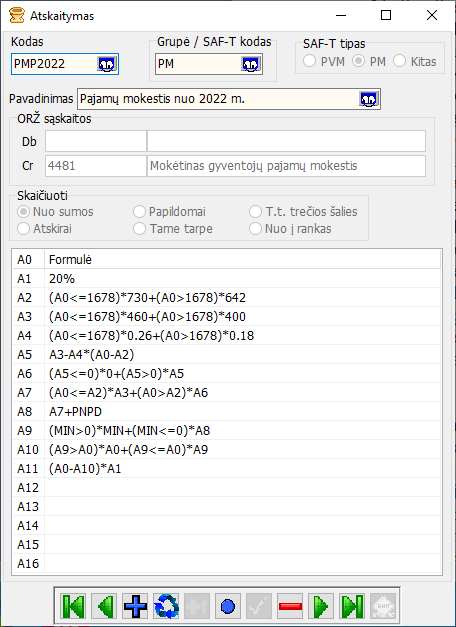 Atskaitymas
Kodas
PMP2022
Grupė / SAF-T kodas
PM
SAF-T tipas
PVM PM Kitas
Pavadinimas Pajamų mokestis nuo 2022 m.
ORŽ sąskaitos
Db
Cr 4481 Mokėtinas gyventojų pajamų mokestis
Skaičiuoti
Nuo sumos Papildomai T.t. trečios šalies
Atskirai Tame tarpe Nuo į rankas
A0 Formulė
A1 20%
A2 (A0<=1678)*730+(A0>1678)*642
A3 (A0<=1678)*460+(A0>1678)*400
A4 (A0<=1678)*0.26+(A0>1678)*0.18
A5 A3-A4*(A0-A2)
A6 (A5<=0)*0+(A5>0)*A5
A7 (A0<=A2)*A3+(A0>A2)*A6
A8 A7+PNPD
A9 (MIN>0)*MIN+(MIN<=0)*A8
A10 (A9>A0)*A0+(A9<=A0)*A9
A11 (A0-A10)*A1
A12
A13
A14
A15
A16